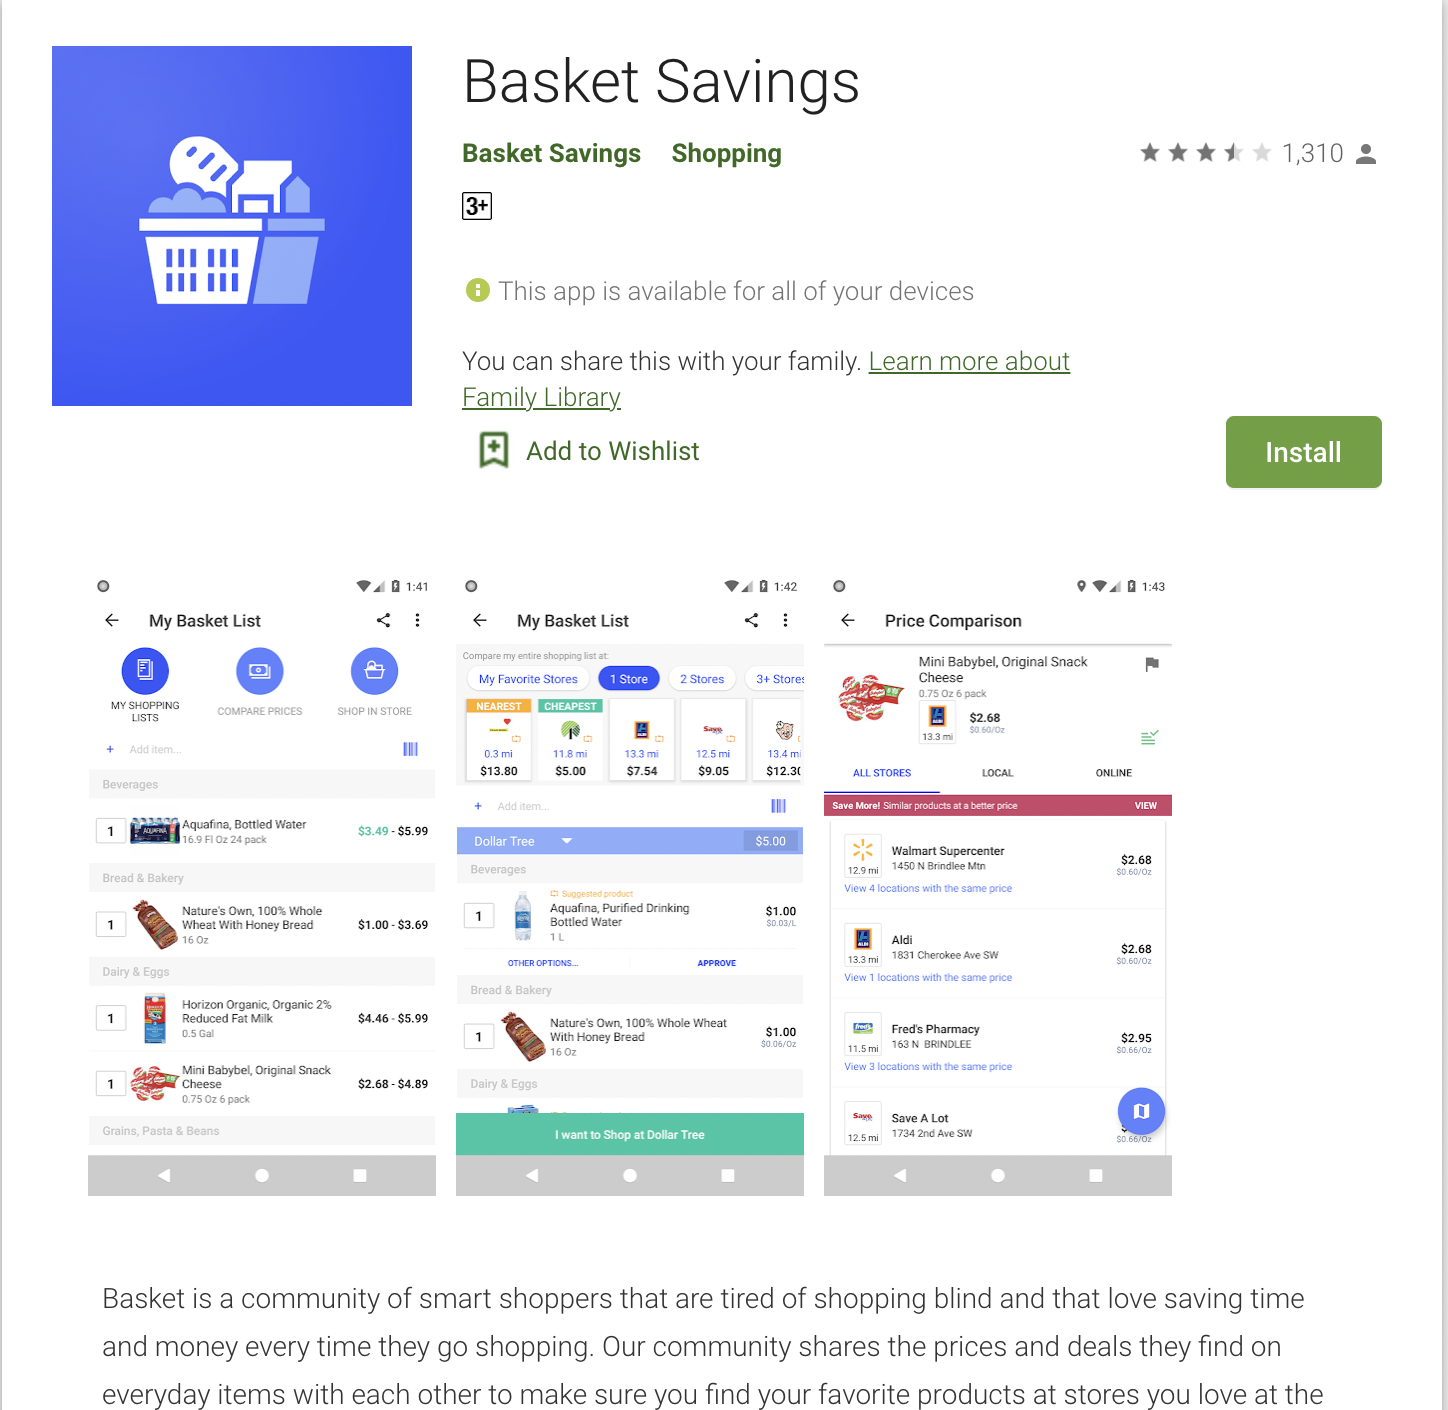 Basket Savings
Basket Savings Shopping 1,310
3+
This app is available for all of your devices
You can share this with your family. Learn more about
Family Library
Add to Wishlist
Install
1:41
My Basket List
MY SHOPPING
LISTS
COMPARE PRICES
SHOP IN STORE
+ Add item...
Beverages
1
Aquafina, Bottled Water
16.9 Fl Oz 24 pack
$3.49 - $5.99
AQUAFINA
Bread & Bakery
1
Nature's Own, 100% Whole
Wheat With Honey Bread
16 Oz
$1.00 - $3.69
Dairy & Eggs
1
Horizon Organic, Organic 2%
Reduced Fat Milk
0.5 Gal
$4.46 - $5.99
1
Mini Babybel, Original Snack
Cheese
0.75 Oz 6 pack
$2.68 - $4.89
Grains, Pasta & Beans
1:42
My Basket List
Compare my entire shopping list at:
My Favorite Stores 1 Store 2 Stores 3+ Stores
NEAREST CHEAPEST
ALDI Save
0.3 mi 11.8 mi 13.3 mi 12.5 mi 13.4 mi
$13.80 $5.00 $7.54 $9.05 $12.30
+ Add item...
Dollar Tree $5.00
Beverages
1
Suggested product
Aquafina, Purified Drinking
Bottled Water
1 L
$1.00
$0.03/L
OTHER OPTIONS... APPROVE
Bread & Bakery
1
Nature's Own, 100% Whole Wheat
With Honey Bread
16 Oz
$1.00
$0.06/Oz
Dairy & Eggs
I want to Shop at Dollar Tree
1:43
Price Comparison
Mini Babybel, Original Snack
Cheese
0.75 Oz 6 pack
ALDI
13.3 mi
$2.68
$0.60/Oz
ALL STORES LOCAL ONLINE
Save More! Similar products at a better price VIEW
12.9 mi
Walmart Supercenter
1450 N Brindlee Mtn
$2.68
$0.60/Oz
View 4 locations with the same price
ALDI
13.3 mi
Aldi
1831 Cherokee Ave SW
$2.68
$0.60/Oz
View 1 locations with the same price
fred's
11.5 mi
Fred's Pharmacy
163 N BRINDLEE
$2.95
$0.66/Oz
View 3 locations with the same price
Save
12.5 mi
Save A Lot
1734 2nd Ave SW
$0.66/Oz
Basket is a community of smart shoppers that are tired of shopping blind and that love saving time
and money every time they go shopping. Our community shares the prices and deals they find on
everyday items with each other to make sure you find your favorite products at stores you love at the